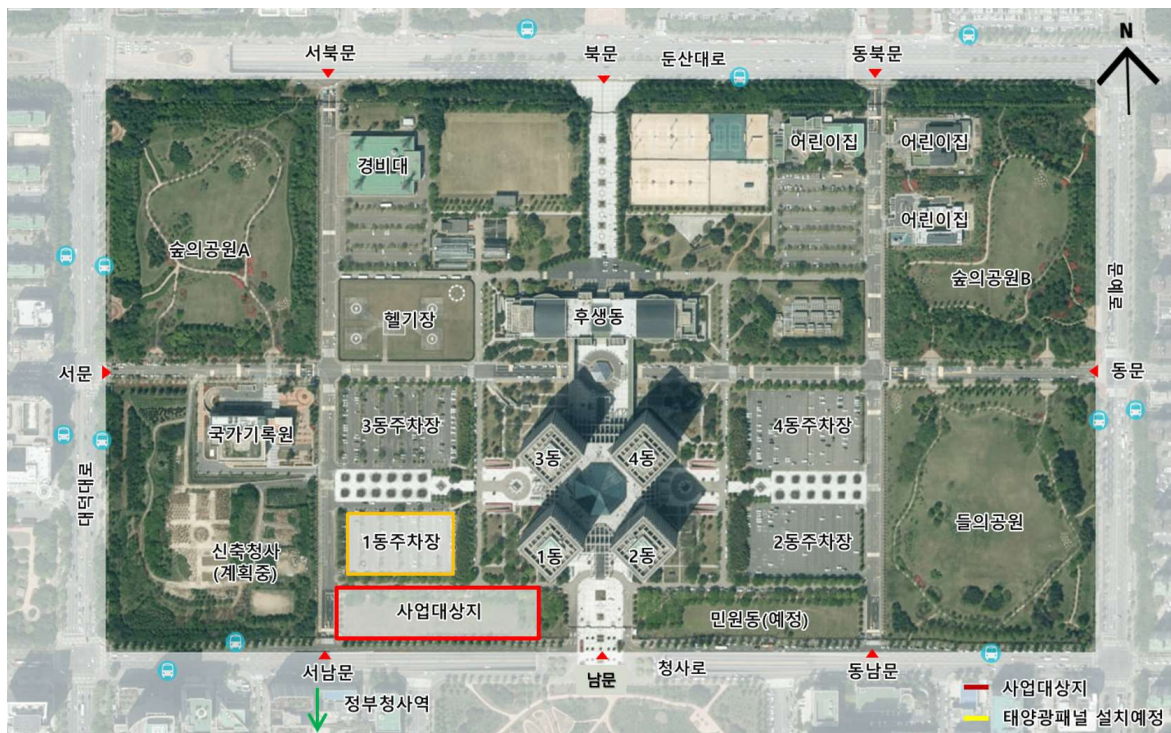 서북문
북문
둔산대로
동북문
N
경비대
어린이집
어린이집
어린이집
숲의공원A
숲의공원B
문예로
헬기장
후생동
서문
동문
국가기록원
3동주차장
4동주차장
3동
4동
대덕대로
들의공원
1동주차장
2동주차장
신축청사
(계획중)
1동
2동
사업대상지
민원동(예정)
서남문
남문
청사로
동남문
정부청사역
사업대상지
태양광패널 설치예정